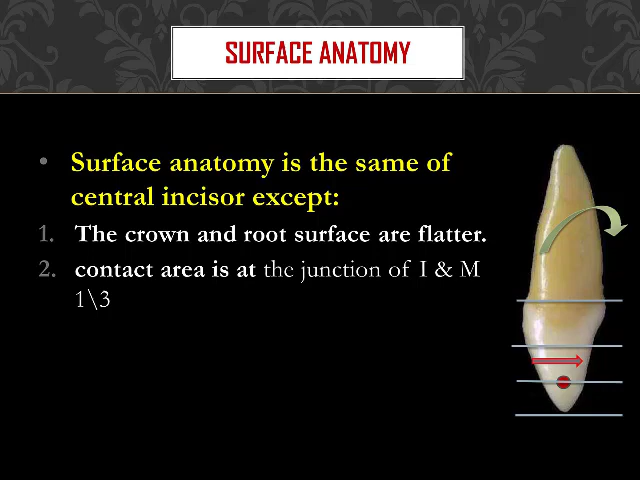 SURFACE ANATOMY
• Surface anatomy is the same of
central incisor except:
1. The crown and root surface are flatter.
2. contact area is at the junction of I & M
1\3